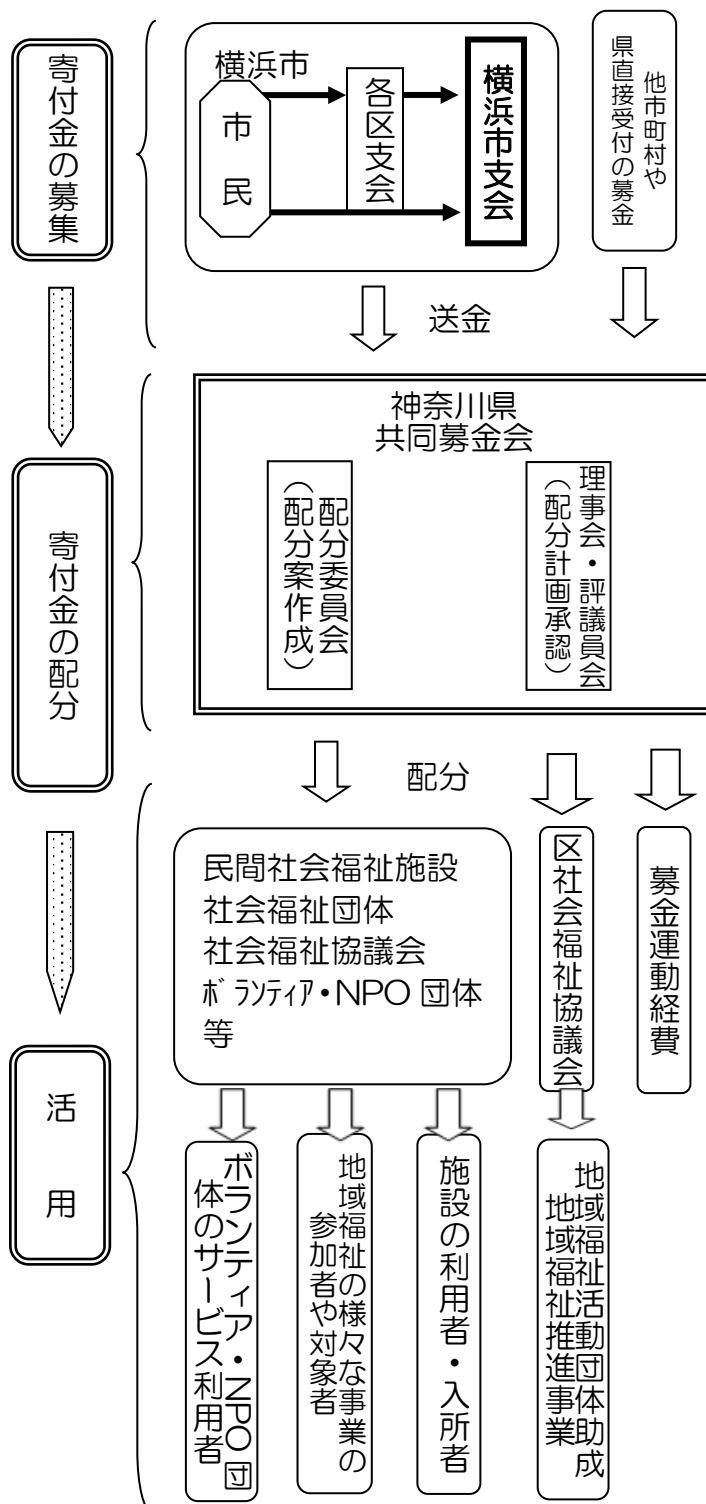 寄付金の募集
横浜市
市民
各区支会
横浜市支会
他市町村や
県直接受付の募金
送金
寄付金の配分
神奈川県
共同募金会
配分委員会
（配分案作成）
理事会・評議員会
（配分計画承認）
配分
活用
民間社会福祉施設
社会福祉団体
社会福祉協議会
ﾎﾞﾗﾝﾃｨｱ・NPO 団体
等
区社会福祉協議会
募金運動経費
ボランティア・NPO団
体のサービス利用者
地域福祉の様々な事業の
参加者や対象者
施設の利用者・入所者
地域福祉活動団体助成
地域福祉推進事業